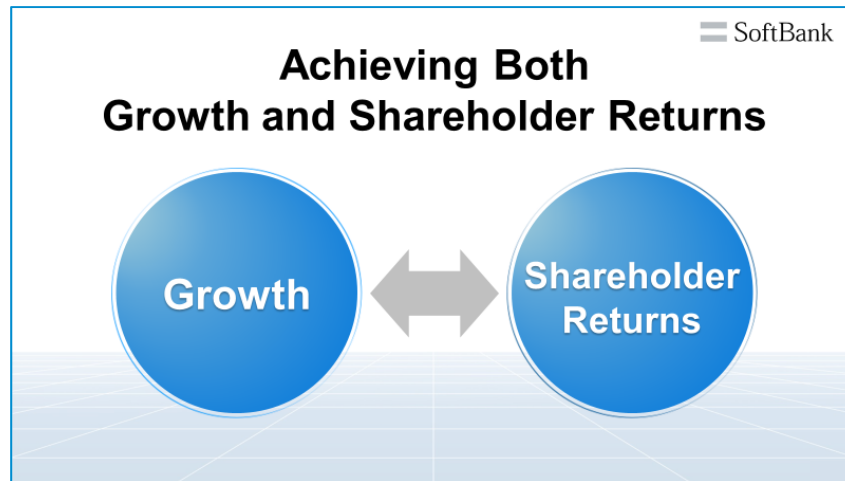 SoftBank
Achieving Both
Growth and Shareholder Returns
Growth
Shareholder
Returns